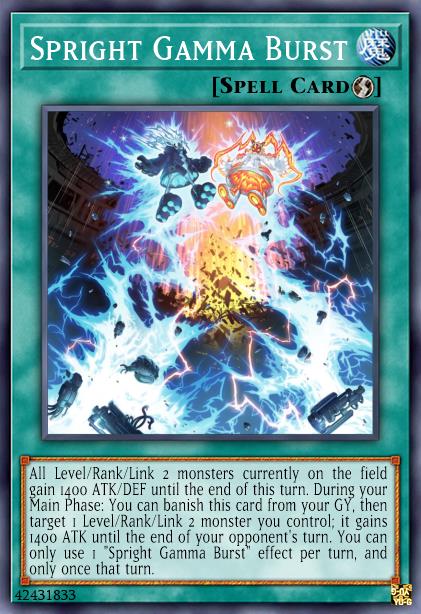 SPRIGHT GAMMA BURST
[SPELL CARD]
All Level/Rank/Link 2 monsters currently on the field
gain 1400 ATK/DEF until the end of this turn. During your
Main Phase: You can banish this card from your GY, then
target 1 Level/Rank/Link 2 monster you control; it gains
1400 ATK until the end of your opponent's turn. You can
only use 1 "Spright Gamma Burst" effect per turn, and
only once that turn.
42431833